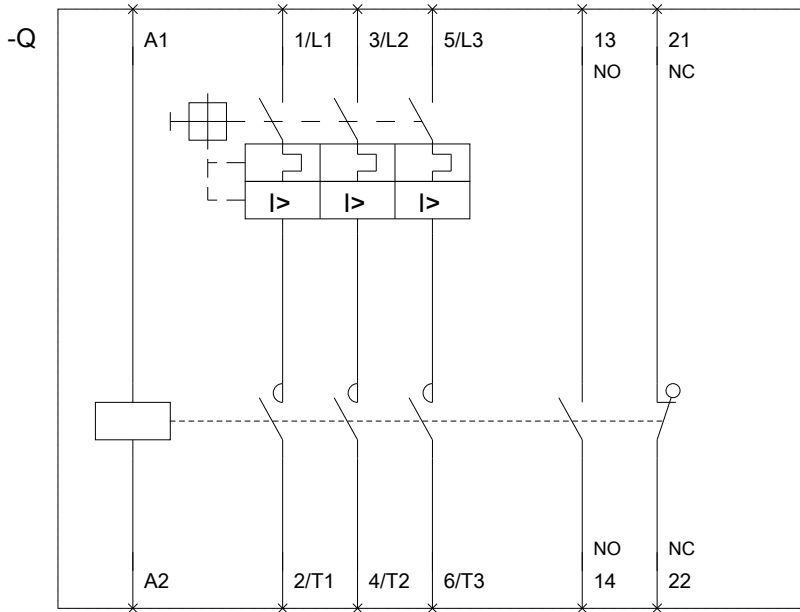 -Q
A1 1/L1 3/L2 5/L3 13 21
NO NC
|> |> |>
NO NC
A2 2/T1 4/T2 6/T3 14 22